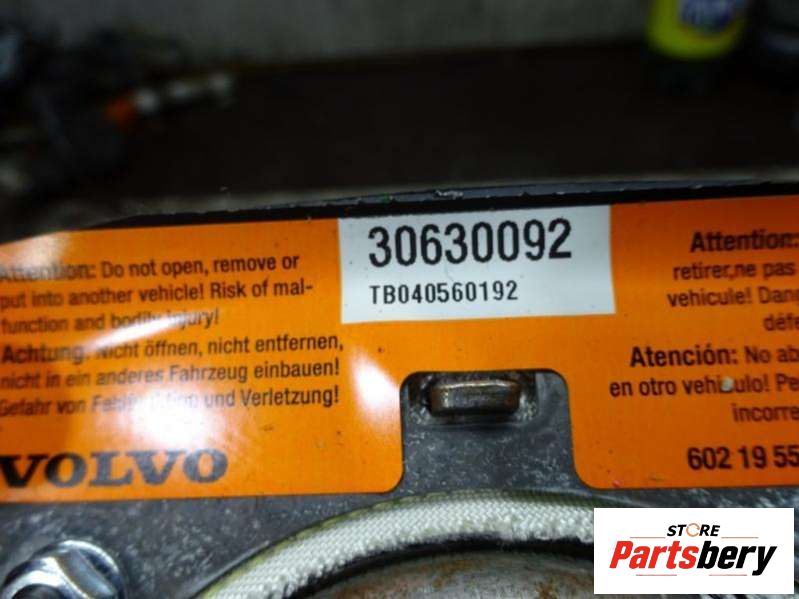 30630092
TB040560192
Attention: Do not open, remove or
put into another vehicle! Risk of mal-
function and bodily injury!
Achtung: Nicht öffnen, nicht entfernen,
nicht in ein anderes Fahrzeug einbauen!
Gefahr von und Verletzung!
VOLVO
Attention:
retirer,ne pas
vehicule!
Atención: No
en otro vehiculo!
602 19 55
STORE
Partsbery